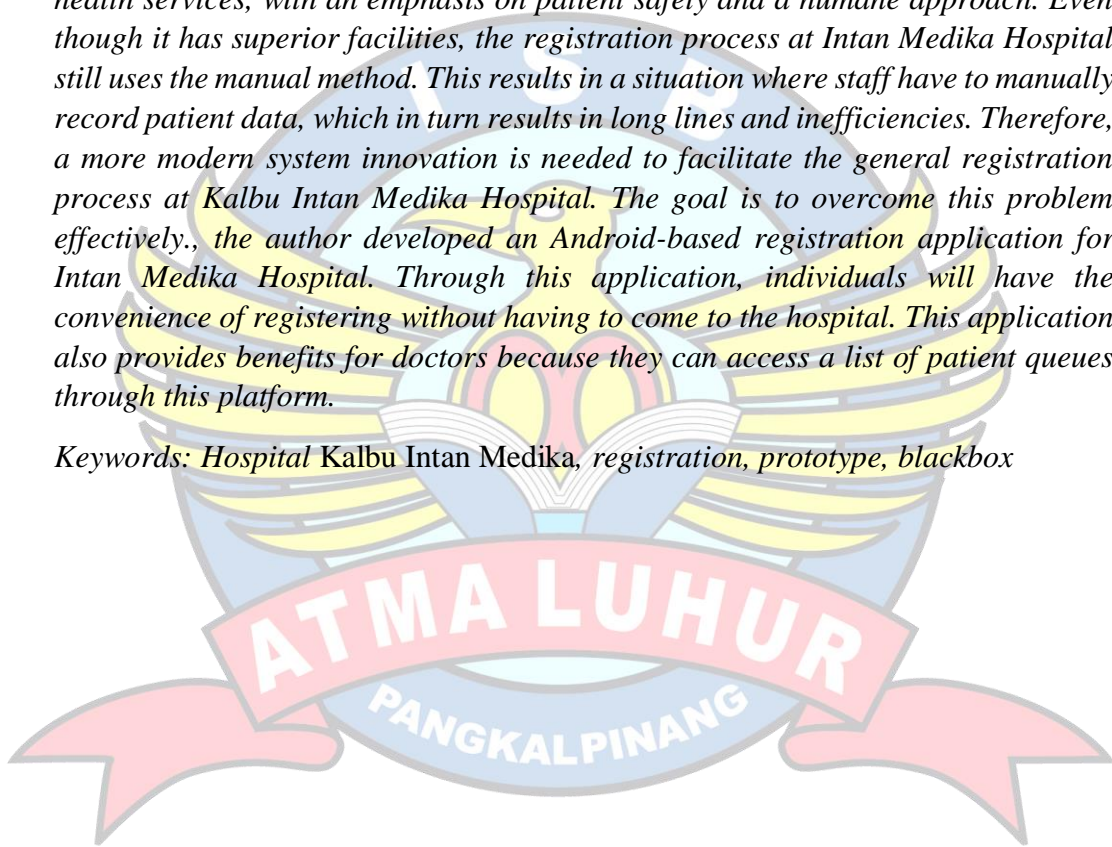 health services, with an emphasis on patient safety and a humane approach. Even
though it has superior facilities, the registration process at Intan Medika Hospital
still uses the manual method. This results in a situation where staff have to manually
record patient data, which in turn results in long lines and inefficiencies. Therefore,
a more modern system innovation is needed to facilitate the general registration
process at Kalbu Intan Medika Hospital. The goal is to overcome this problem
effectively., the author developed an Android-based registration application for
Intan Medika Hospital. Through this application, individuals will have the
convenience of registering without having to come to the hospital. This application
also provides benefits for doctors because they can access a list of patient queues
through this platform.
Keywords: Hospital Kalbu Intan Medika, registration, prototype, blackbox
I S B
ATMA LUHUR
PANGKALPINANG